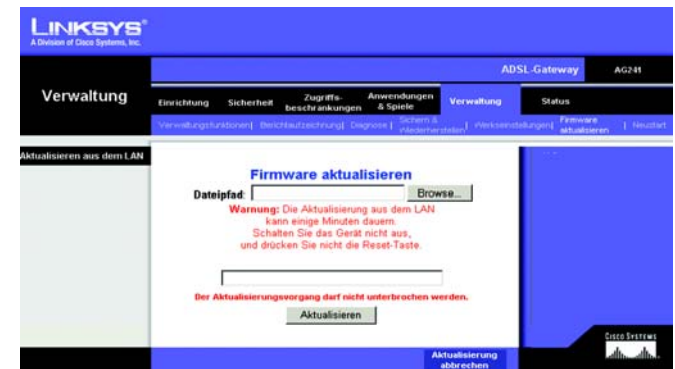 LINKSYS®
A Division of Cisco Systems, Inc.
ADSL-Gateway AG241
Verwaltung
Einrichtung Sicherheit Zugriffs-beschränkungen Anwendungen & Spiele Verwaltung Status
Verwaltungsfunktionen| Berichtaufzeichnung| Diagnose | Sichern & Wiederherstellen| Werkseinstellungen| Firmware aktualisieren | Neustart
Aktualisieren aus dem LAN
Firmware aktualisieren
Dateipfad: Browse...
Warnung: Die Aktualisierung aus dem LAN
kann einige Minuten dauern.
Schalten Sie das Gerät nicht aus,
und drücken Sie nicht die Reset-Taste.
Der Aktualisierungsvorgang darf nicht unterbrochen werden.
Aktualisieren
Aktualisierung
abbrechen
CISCO SYSTEMS